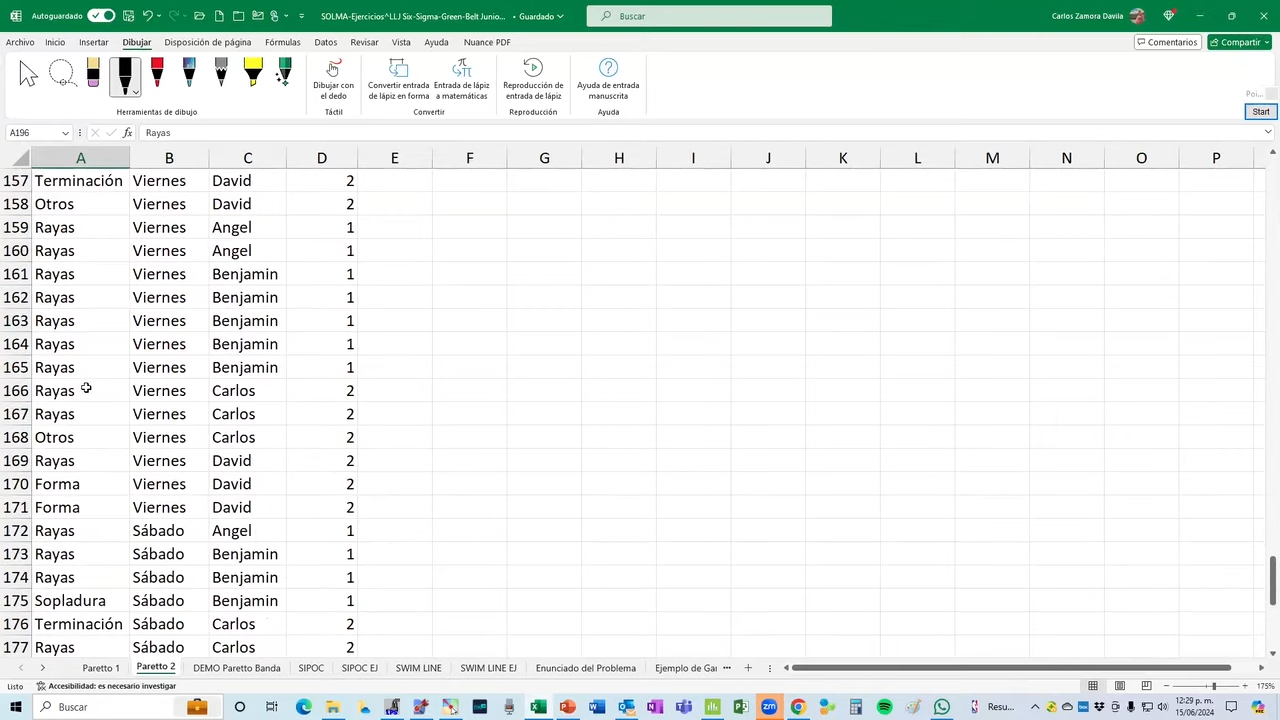 Autoguardado
SOLMA-Ejercicios^LLJ Six-Sigma-Green-Belt Junio... • Guardado
Buscar
Carlos Zamora Davila
Archivo Inicio Insertar Dibujar Disposición de página Fórmulas Datos Revisar Vista Ayuda Nuance PDF
Comentarios Compartir
Dibujar con el dedo
Convertir entrada de lápiz en forma
Entrada de lápiz a matemáticas
Reproducción de entrada de lápiz
Ayuda de entrada manuscrita
Herramientas de dibujo Táctil Convertir Reproducción Ayuda
Poi...
Start
A196 fx Rayas
A B C D E F G H I J K L M N O P
157 Terminación Viernes David 2
158 Otros Viernes David 2
159 Rayas Viernes Angel 1
160 Rayas Viernes Angel 1
161 Rayas Viernes Benjamin 1
162 Rayas Viernes Benjamin 1
163 Rayas Viernes Benjamin 1
164 Rayas Viernes Benjamin 1
165 Rayas Viernes Benjamin 1
166 Rayas Viernes Carlos 2
167 Rayas Viernes Carlos 2
168 Otros Viernes Carlos 2
169 Rayas Viernes David 2
170 Forma Viernes David 2
171 Forma Viernes David 2
172 Rayas Sábado Angel 1
173 Rayas Sábado Benjamin 1
174 Rayas Sábado Benjamin 1
175 Sopladura Sábado Benjamin 1
176 Terminación Sábado Carlos 2
177 Rayas Sábado Carlos 2
Paretto 1 Paretto 2 DEMO Paretto Banda SIPOC SIPOC EJ SWIM LINE SWIM LINE EJ Enunciado del Problema Ejemplo de Gar ...
Listo Accesibilidad: es necesario investigar 175%
Buscar
Resu...
12:29 p. m.
15/06/2024